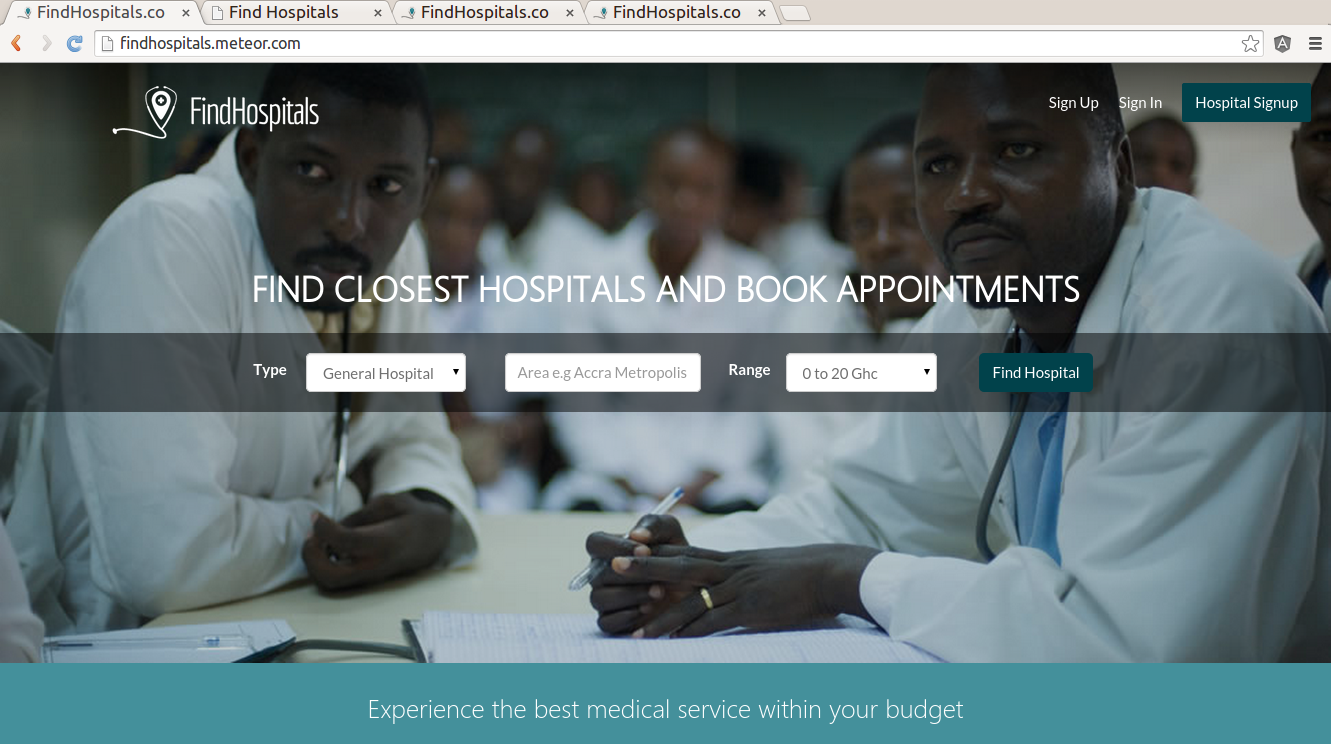 FindHospitals.co
Find Hospitals
FindHospitals.co
FindHospitals.co
findhospitals.meteor.com
FindHospitals
Sign Up
Sign In
Hospital Signup
FIND CLOSEST HOSPITALS AND BOOK APPOINTMENTS
Type
General Hospital
Area e.g Accra Metropolis
Range
0 to 20 Ghc
Find Hospital
Experience the best medical service within your budget